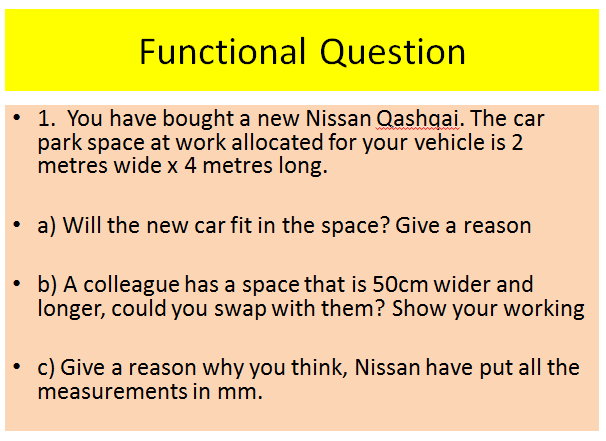 Functional Question
• 1. You have bought a new Nissan Qashqai. The car
park space at work allocated for your vehicle is 2
metres wide x 4 metres long.
• a) Will the new car fit in the space? Give a reason
• b) A colleague has a space that is 50cm wider and
longer, could you swap with them? Show your working
• c) Give a reason why you think, Nissan have put all the
measurements in mm.